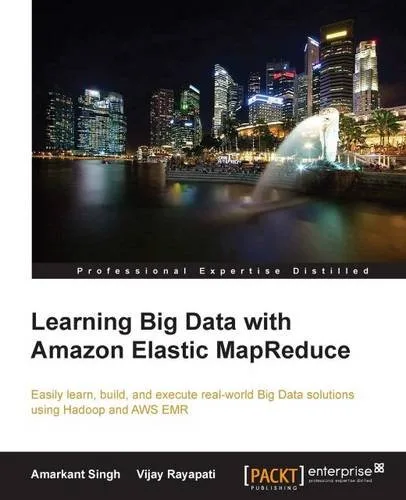 Professional Expertise Distilled
Learning Big Data with
Amazon Elastic MapReduce
Easily learn, build, and execute real-world Big Data solutions
using Hadoop and AWS EMR
Amarkant Singh Vijay Rayapati
[PACKT] enterprise
PUBLISHING professional expertise distilled